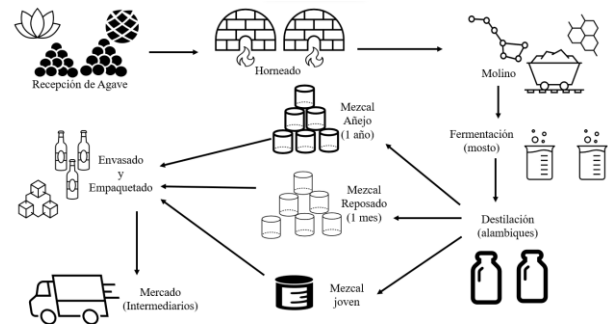 Recepción de Agave
Horneado
Molino
Fermentación
(mosto)
Destilación
(alambiques)
Mezcal
Añejo
(1 año)
Mezcal
Reposado
(1 mes)
Mezcal
joven
Envasado
y
Empaquetado
Mercado
(Intermediarios)